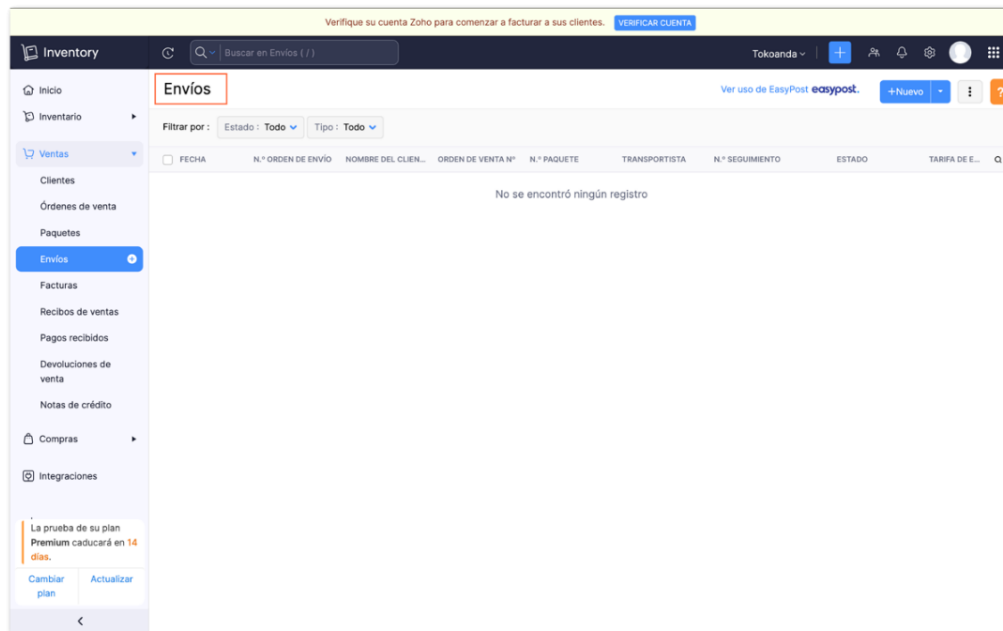 Verifique su cuenta Zoho para comenzar a facturar a sus clientes. VERIFICAR CUENTA
Inventory
Buscar en Envíos ( / )
Tokoanda
Inicio
Inventario
Ventas
Clientes
Órdenes de venta
Paquetes
Envíos
Facturas
Recibos de ventas
Pagos recibidos
Devoluciones de
venta
Notas de crédito
Compras
Integraciones
La prueba de su plan
Premium caducará en 14
días.
Cambiar
plan
Actualizar
Envíos
Ver uso de EasyPost easypost.
+Nuevo
?
Filtrar por : Estado : Todo Tipo : Todo
FECHA N.º ORDEN DE ENVÍO NOMBRE DEL CLIEN... ORDEN DE VENTA Nº N.º PAQUETE TRANSPORTISTA N.º SEGUIMIENTO ESTADO TARIFA DE E...
No se encontró ningún registro